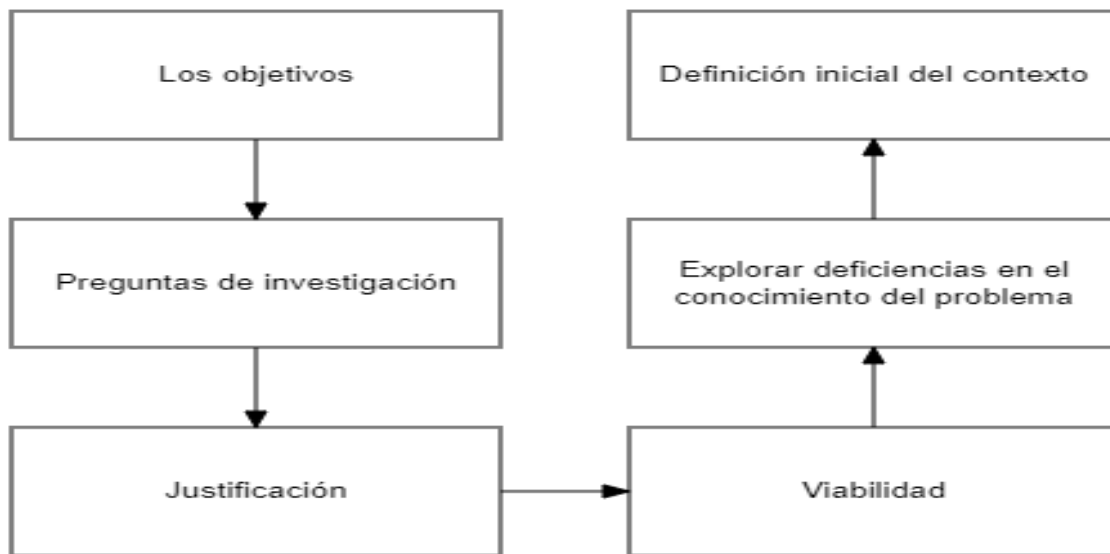 Los objetivos
Preguntas de investigación
Justificación
Viabilidad
Explorar deficiencias en el
conocimiento del problema
Definición inicial del contexto